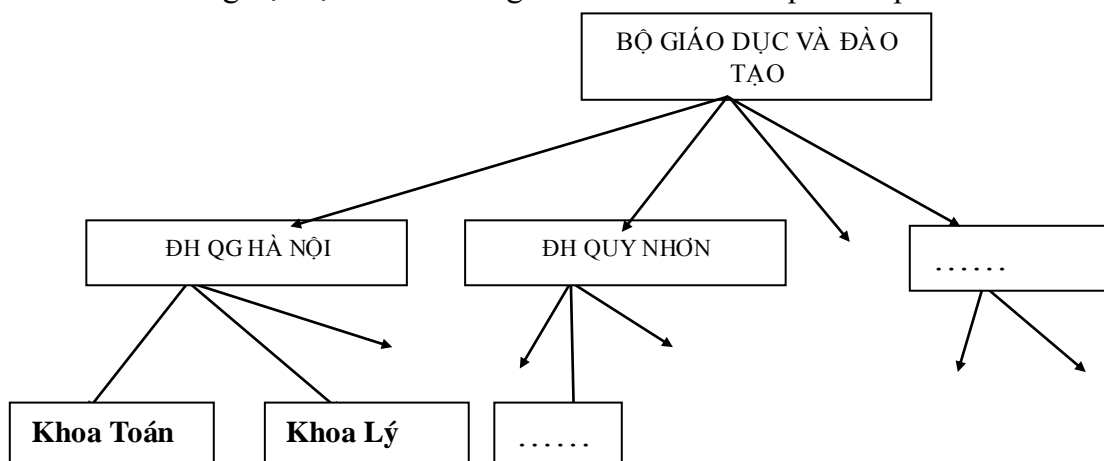 BỘ GIÁO DỤC VÀ ĐÀO
TẠO
ĐH QG HÀ NỘI
ĐH QUY NHƠN
......
Khoa Toán
Khoa Lý
......